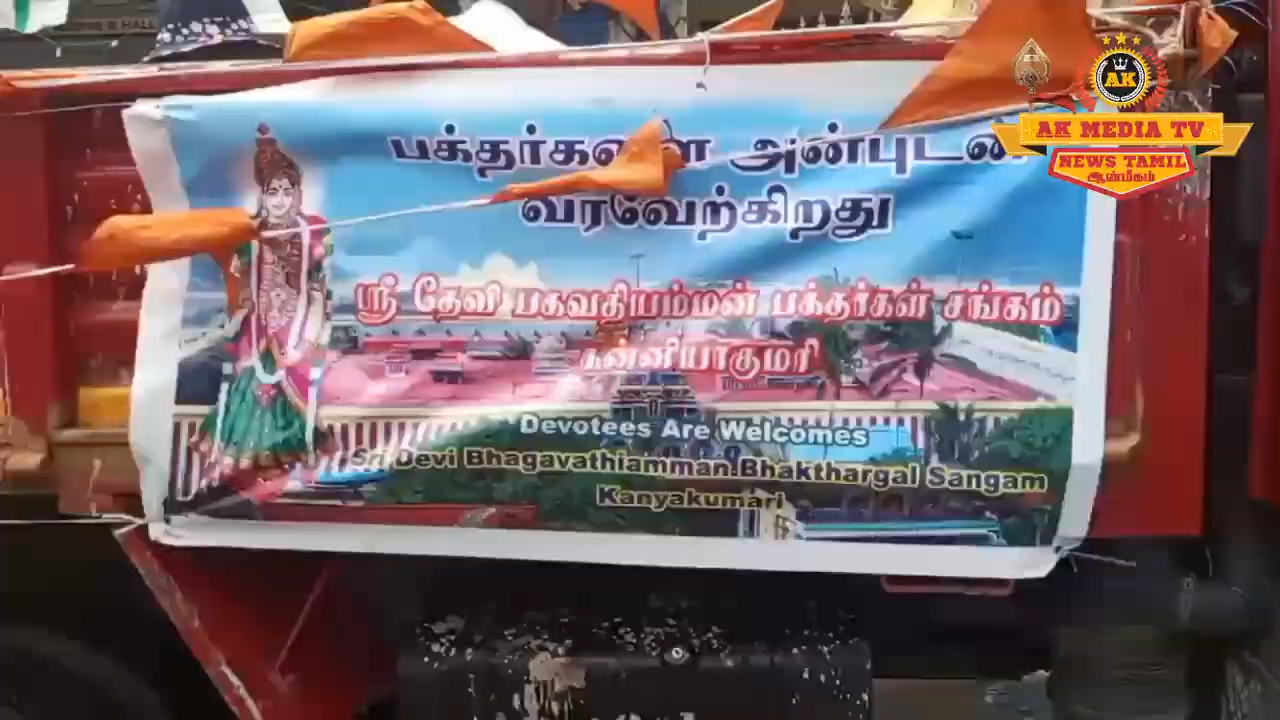 பக்தர்களை அன்புடன்
வரவேற்கிறது
ஸ்ரீ தேவி பகவதியம்மன் பக்தர்கள் சங்கம்
கன்னியாகுமரி
Devotees Are Welcomes
Sri Devi Bhagavathiamman.Bhakthargal Sangam
Kanyakumari
AK
AK MEDIA TV
NEWS TAMIL
ஆன்மீகம்